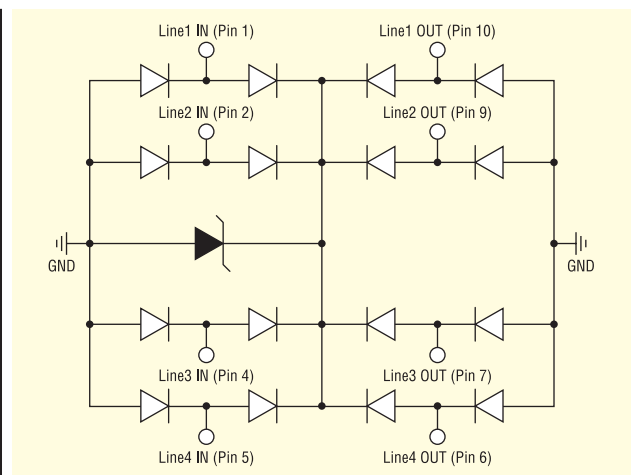 Line1 IN (Pin 1)
Line1 OUT (Pin 10)
Line2 IN (Pin 2)
Line2 OUT (Pin 9)
GND
GND
Line3 IN (Pin 4)
Line3 OUT (Pin 7)
Line4 IN (Pin 5)
Line4 OUT (Pin 6)